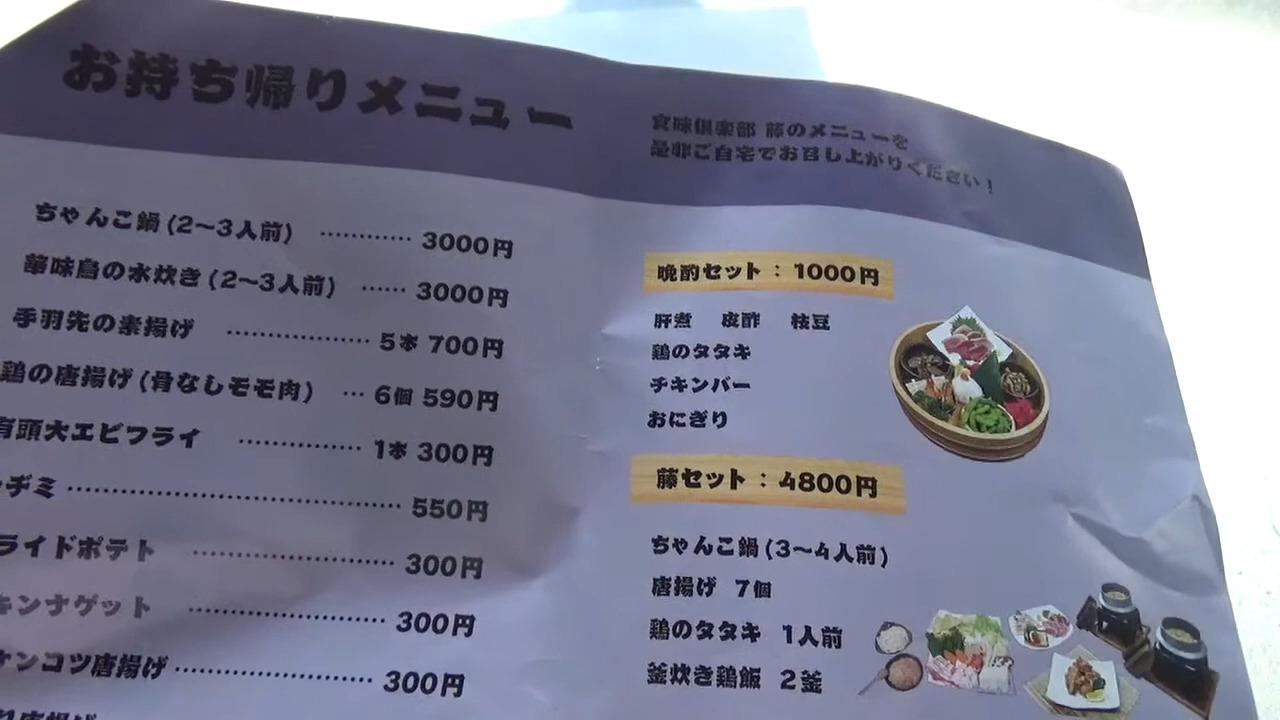 お持ち帰りメニュー
食味倶楽部 藤のメニューを
是非ご自宅でお召し上がりください！
ちゃんこ鍋(2〜3人前) ………… 3000円
華味鳥の水炊き(2〜3人前) …… 3000円
手羽先の素揚げ ……………… 5本 700円
鶏の唐揚げ(骨なしモモ肉) … 6個 590円
有頭大エビフライ …………… 1本 300円
ヂミ ……………………………… 550円
ライドポテト …………………… 300円
キンナゲット …………………… 300円
ナンコツ唐揚げ ………………… 300円
唐揚げ
晩酌セット：1000円
肝煮 皮酢 枝豆
鶏のタタキ
チキンバー
おにぎり
藤セット：4800円
ちゃんこ鍋(3〜4人前)
唐揚げ 7個
鶏のタタキ 1人前
釜炊き鶏飯 2釜